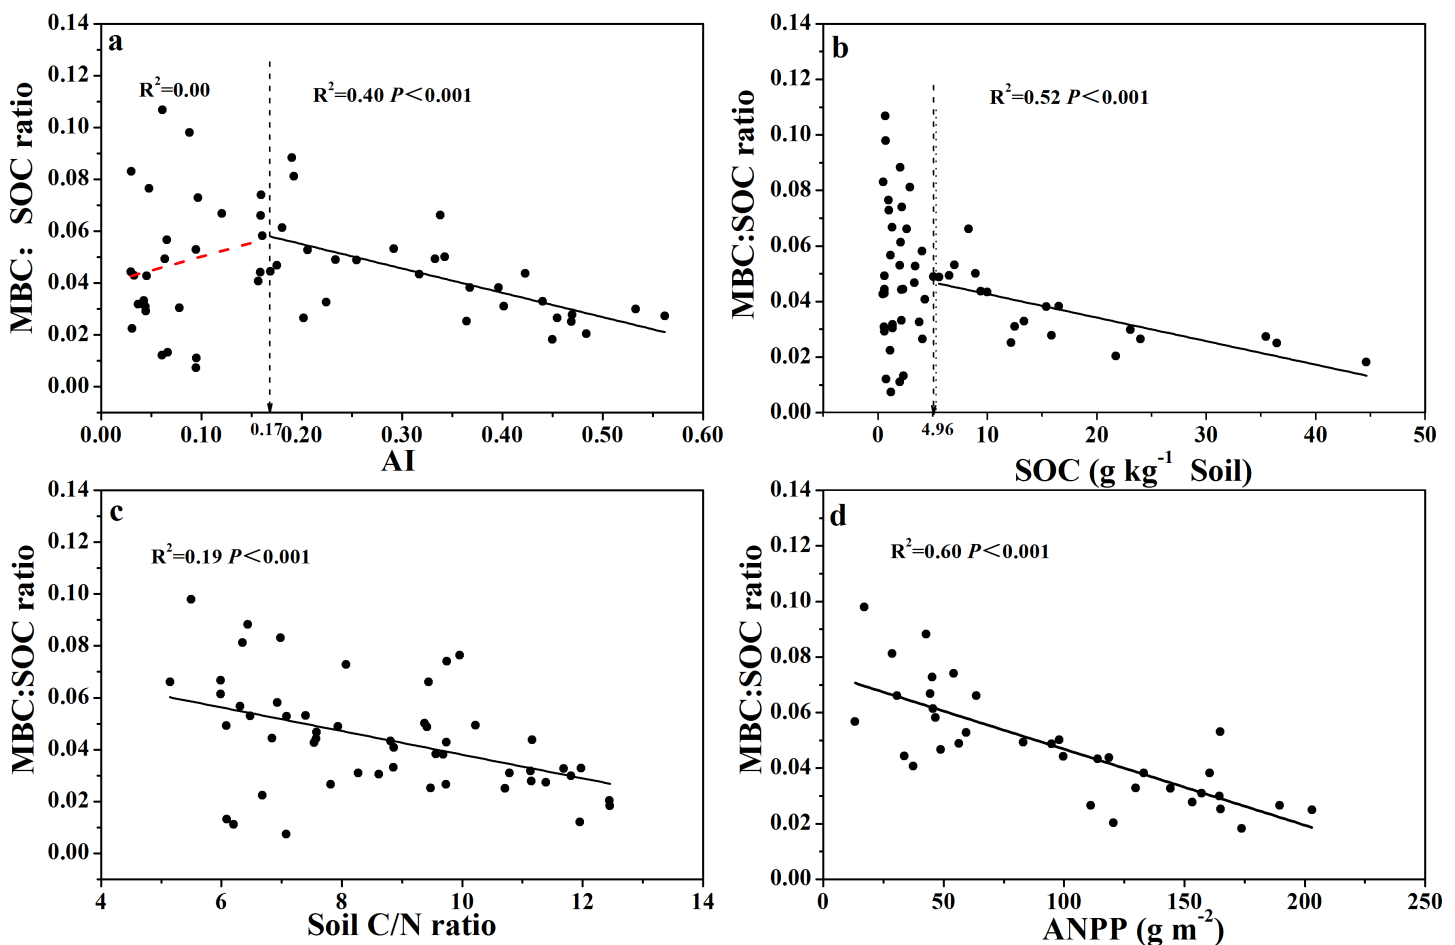 a
R²=0.00
R²=0.40 P<0.001
MBC: SOC ratio
0.14
0.12
0.10
0.08
0.06
0.04
0.02
0.00
0.00 0.10 0.17 0.20 0.30 0.40 0.50 0.60
AI
b
R²=0.52 P<0.001
MBC:SOC ratio
0.14
0.12
0.10
0.08
0.06
0.04
0.02
0.00
0 4.96 10 20 30 40 50
SOC (g kg⁻¹ Soil)
c
R²=0.19 P<0.001
MBC:SOC ratio
0.14
0.12
0.10
0.08
0.06
0.04
0.02
0.00
4 6 8 10 12 14
Soil C/N ratio
d
R²=0.60 P<0.001
MBC:SOC ratio
0.14
0.12
0.10
0.08
0.06
0.04
0.02
0.00
0 50 100 150 200 250
ANPP (g m⁻²)